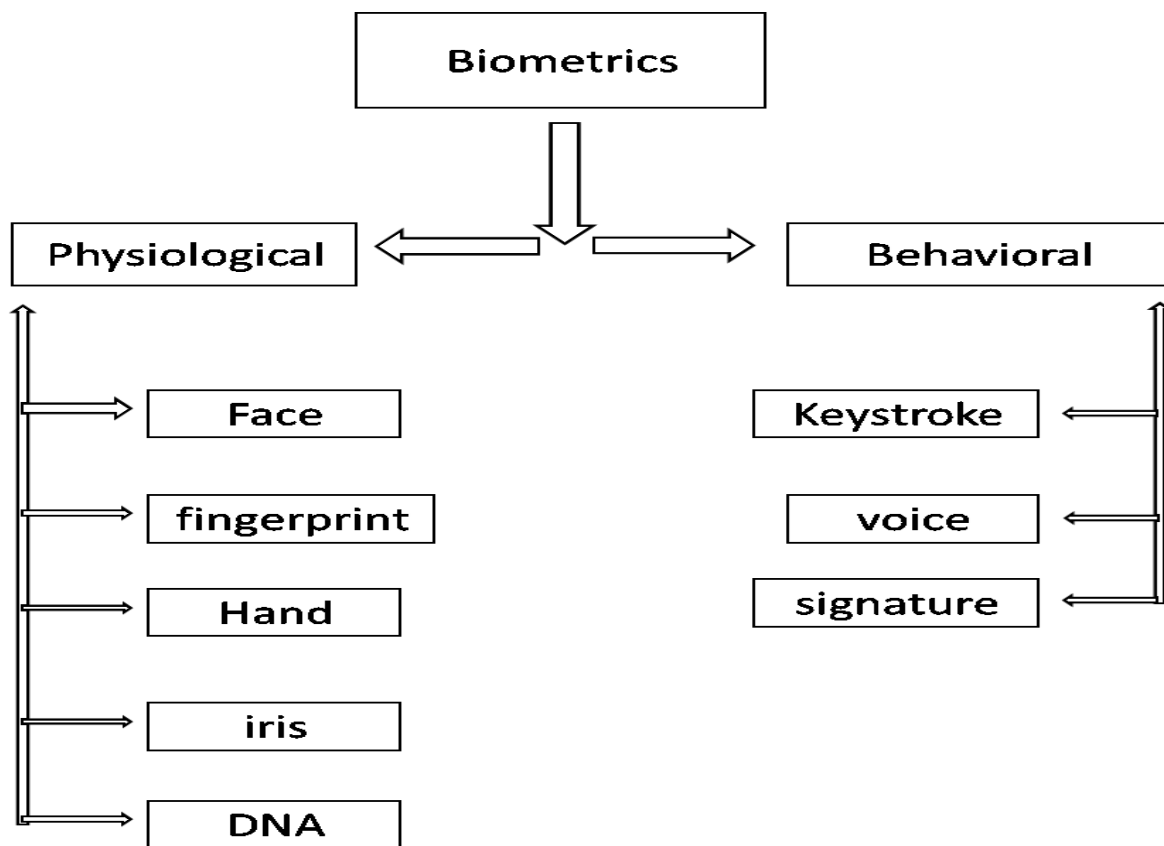 Biometrics
Physiological
Behavioral
Face
Keystroke
fingerprint
voice
Hand
signature
iris
DNA